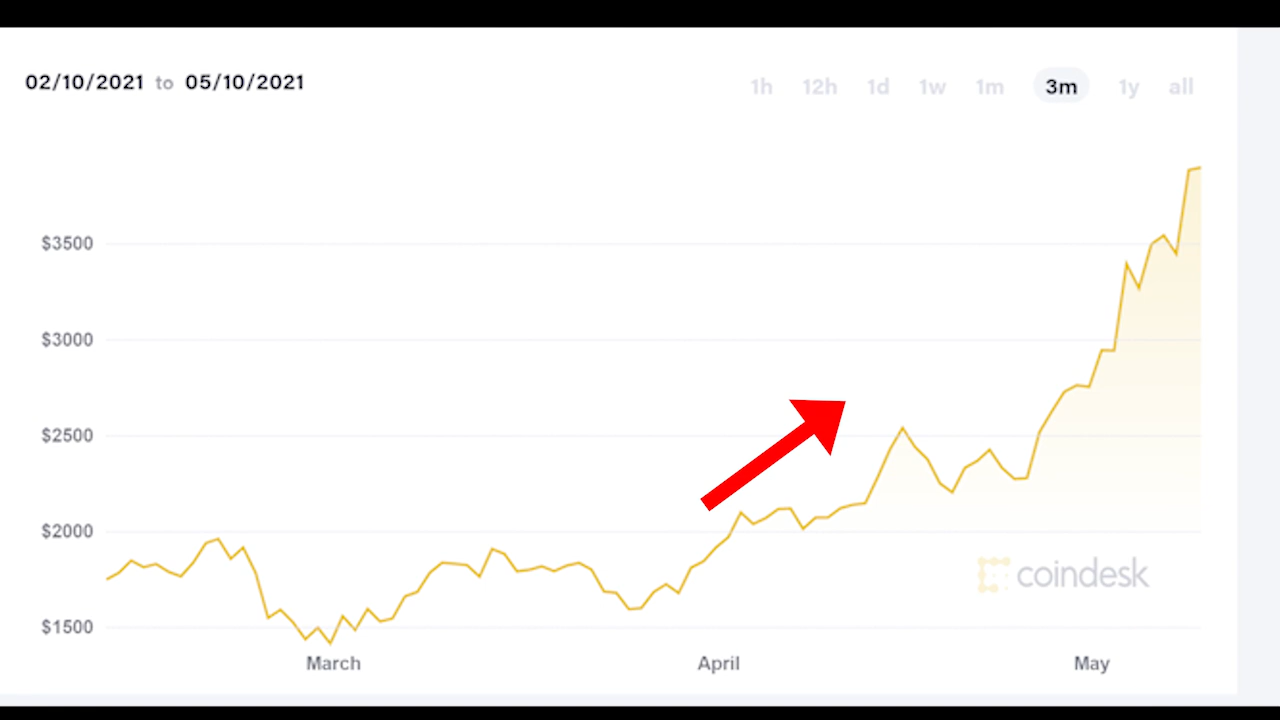 02/10/2021 to 05/10/2021
1h 12h 1d 1w 1m 3m 1y all
$3500
$3000
$2500
$2000
$1500
coindesk
March April May